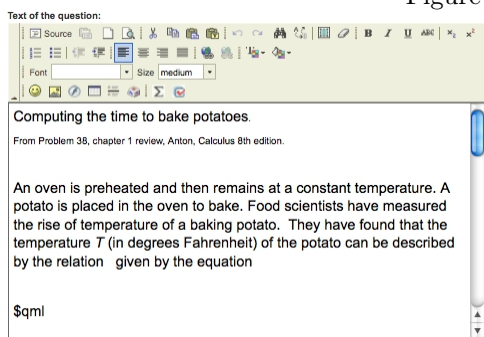 Figure
Text of the question:
Source
B I U ABC x₂ x²
Font Size medium
Σ
Computing the time to bake potatoes.
From Problem 38, chapter 1 review, Anton, Calculus 8th edition.
An oven is preheated and then remains at a constant temperature. A
potato is placed in the oven to bake. Food scientists have measured
the rise of temperature of a baking potato. They have found that the
temperature T (in degrees Fahrenheit) of the potato can be described
by the relation given by the equation
$qml